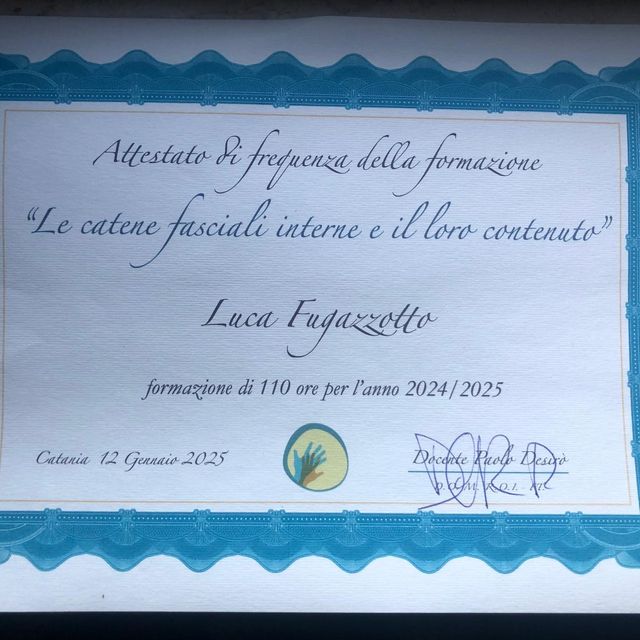 Attestato di frequenza della formazione
"Le catene fasciali interne e il loro contenuto"
Luca Fugazzotto
formazione di 110 ore per l'anno 2024/2025
Catania 12 Gennaio 2025
Docente Paolo Desirò